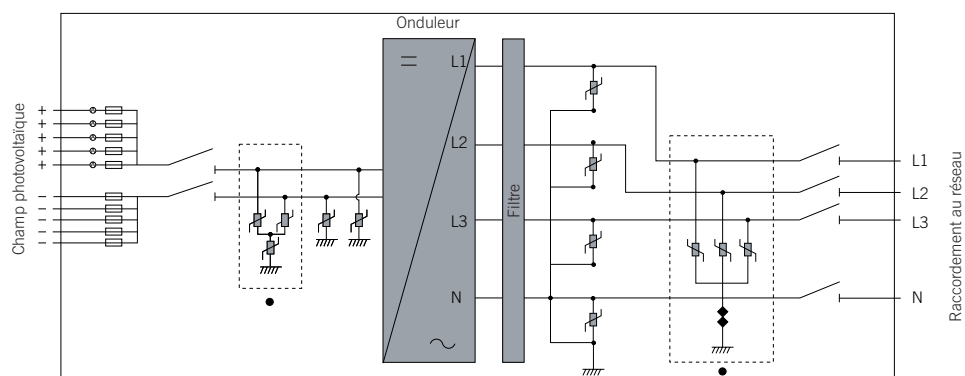 Onduleur
Champ photovoltaïque
+
+
+
+
+
−
−
−
−
−
L1
L2
L3
N
Filtre
L1
L2
L3
N
Raccordement au réseau